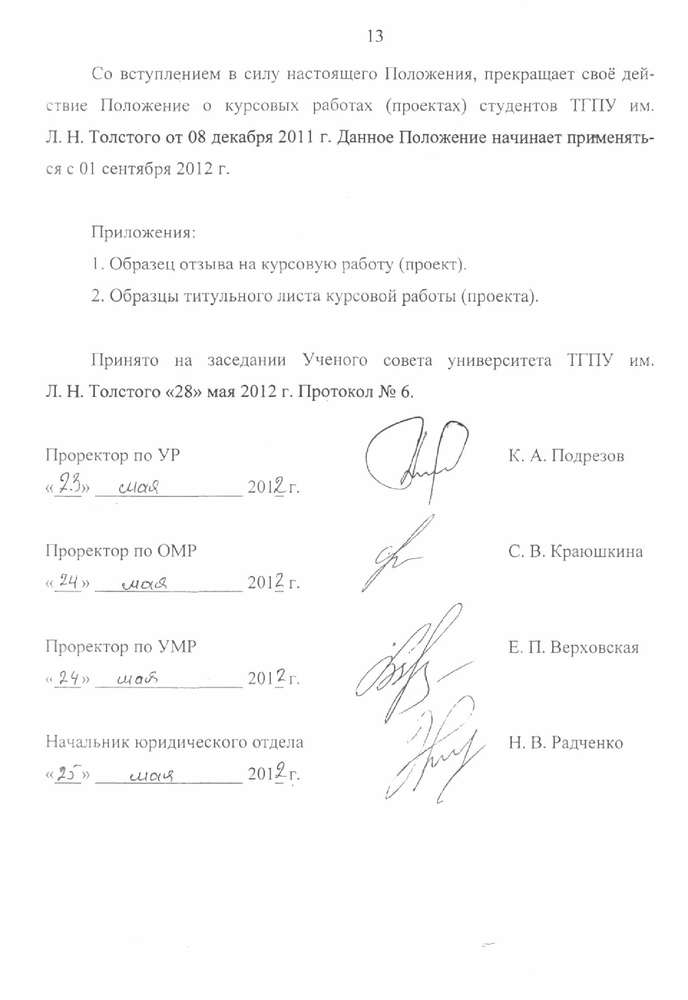 13
Со вступлением в силу настоящего Положения, прекращает своё дей-
ствие Положение о курсовых работах (проектах) студентов ТГПУ им.
Л. Н. Толстого от 08 декабря 2011 г. Данное Положение начинает применять-
ся с 01 сентября 2012 г.
Приложения:
1. Образец отзыва на курсовую работу (проект).
2. Образцы титульного листа курсовой работы (проекта).
Принято на заседании Ученого совета университета ТГПУ им.
Л. Н. Толстого «28» мая 2012 г. Протокол № 6.
Проректор по УР К. А. Подрезов
«23» мая 2012 г.
Проректор по ОМР С. В. Краюшкина
«24» мая 2012 г.
Проректор по УМР Е. П. Верховская
«24» мая 2012 г.
Начальник юридического отдела Н. В. Радченко
«25» мая 2012 г.